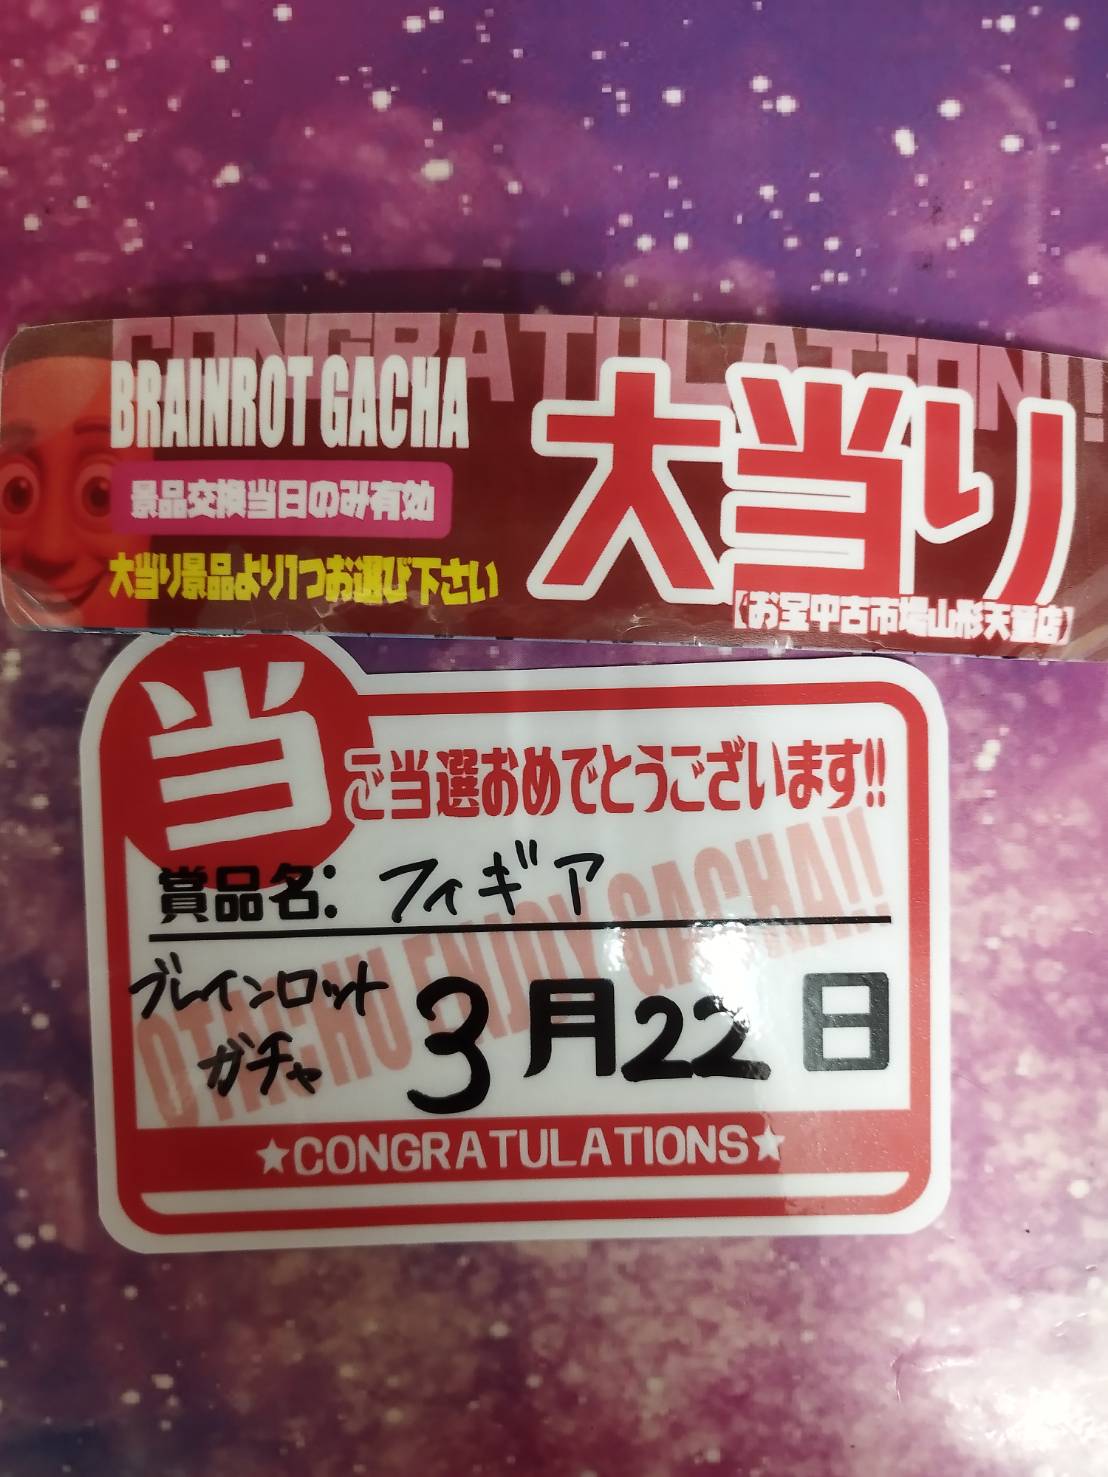 CONGRATULATION!!
BRAINROT GACHA
景品交換当日のみ有効
大当り景品より1つお選び下さい
大当り
【お宝中古市場山形天童店】
当
ご当選おめでとうございます!!
賞品名: フィギア
OTACHU ENJOY GACHA!!
ブレインロット
ガチャ
3月22日
★CONGRATULATIONS★